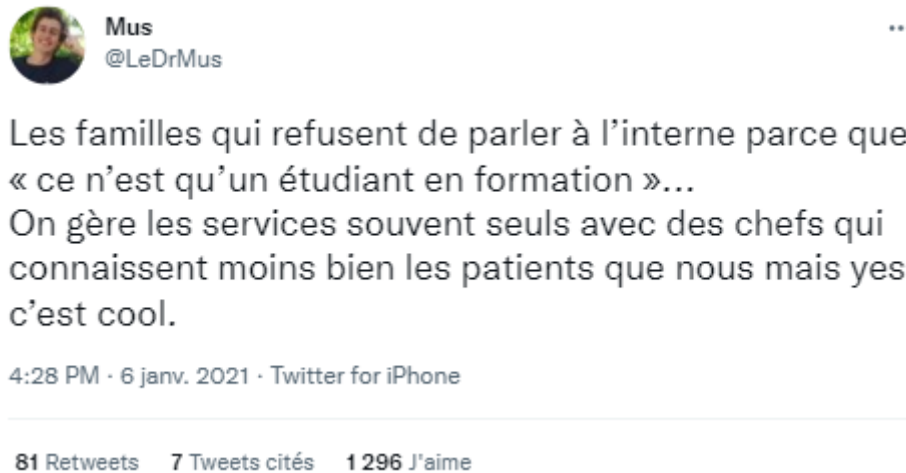 Mus
@LeDrMus
Les familles qui refusent de parler à l’interne parce que
« ce n’est qu’un étudiant en formation »...
On gère les services souvent seuls avec des chefs qui
connaissent moins bien les patients que nous mais yes
c’est cool.
4:28 PM · 6 janv. 2021 · Twitter for iPhone
81 Retweets 7 Tweets cités 1 296 J'aime